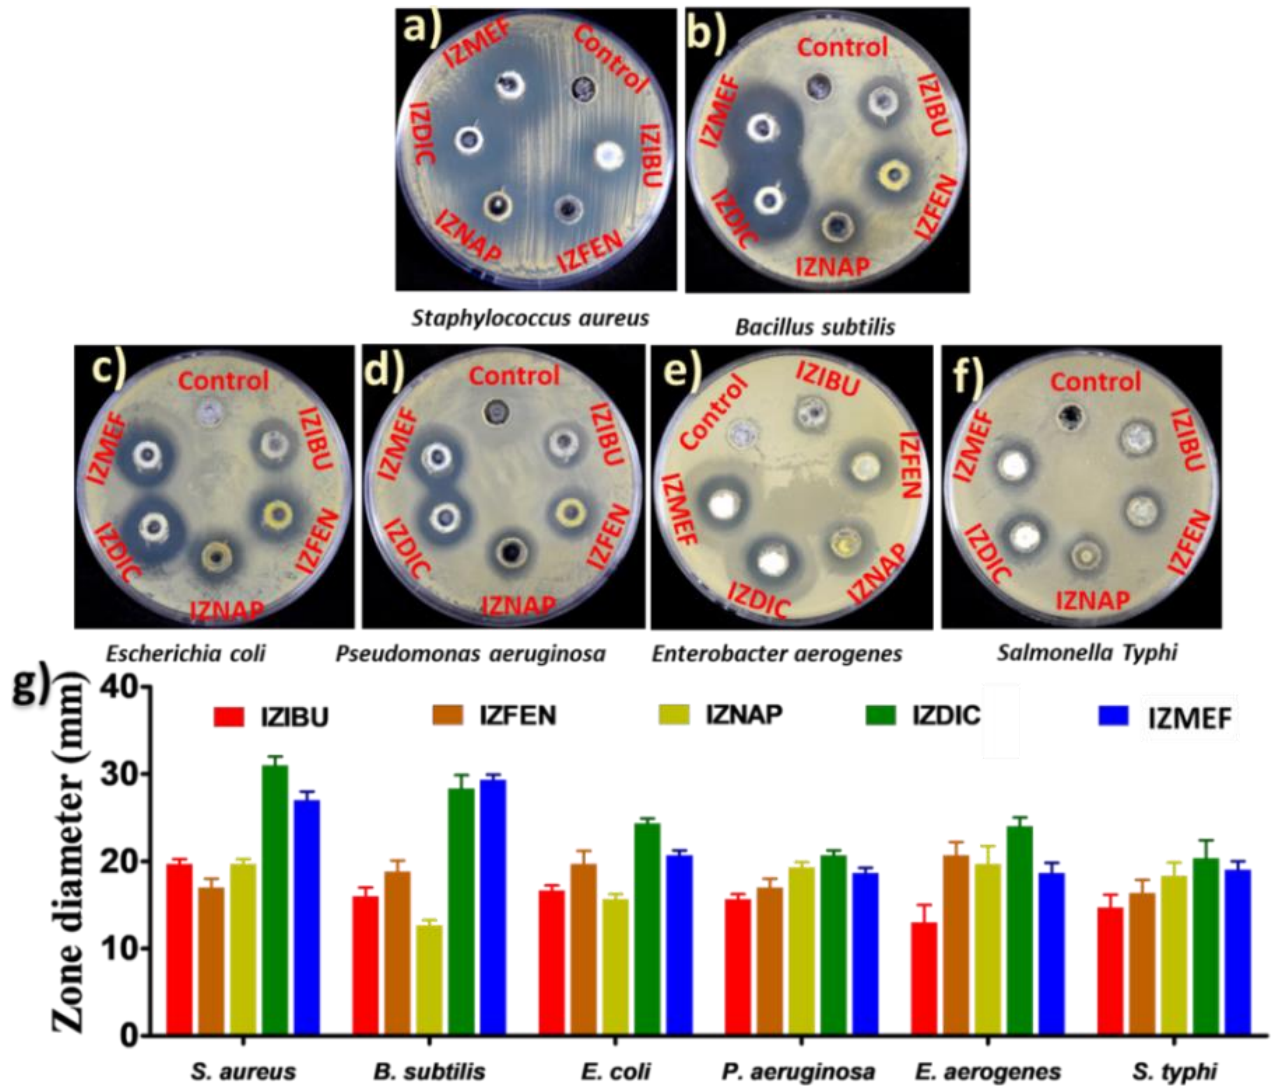 a)
IZMEF
Control
IZDIC
IZIBU
IZNAP
IZFEN
Staphylococcus aureus
b)
Control
IZMEF
IZIBU
IZDIC
IZFEN
IZNAP
Bacillus subtilis
c)
Control
IZMEF
IZIBU
IZDIC
IZFEN
IZNAP
Escherichia coli
d)
Control
IZMEF
IZIBU
IZDIC
IZFEN
IZNAP
Pseudomonas aeruginosa
e)
Control
IZIBU
IZFEN
IZMEF
IZDIC
IZNAP
Enterobacter aerogenes
f)
Control
IZMEF
IZIBU
IZDIC
IZFEN
IZNAP
Salmonella Typhi
g)
Zone diameter (mm)
40
30
20
10
0
IZIBU IZFEN IZNAP IZDIC IZMEF
S. aureus B. subtilis E. coli P. aeruginosa E. aerogenes S. typhi